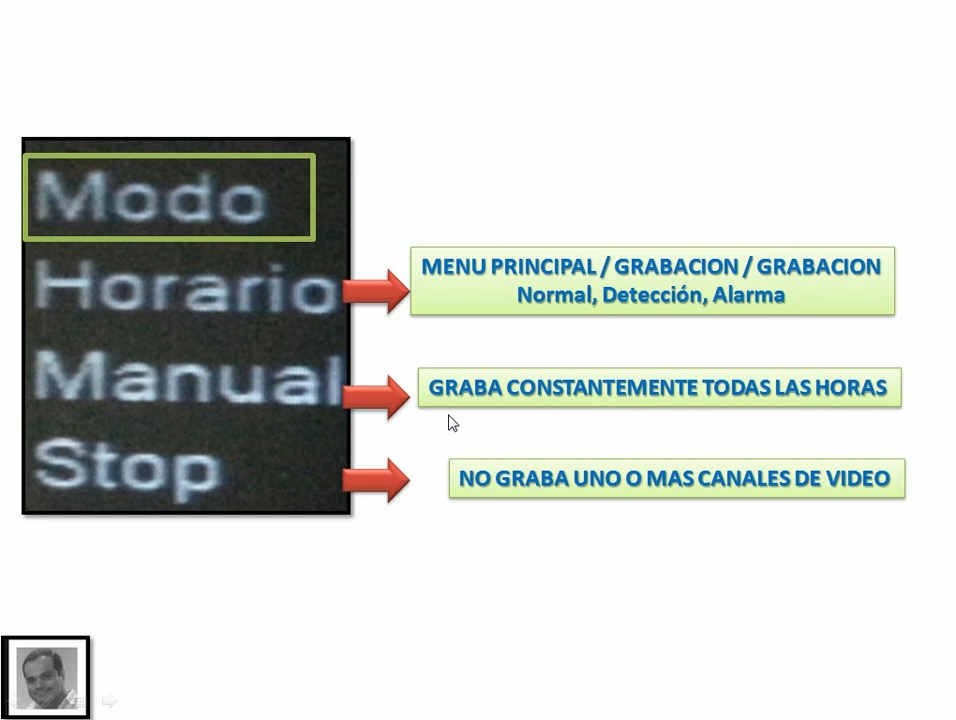 Modo
Horario
MENU PRINCIPAL / GRABACION / GRABACION
Normal, Detección, Alarma
Manual
GRABA CONSTANTEMENTE TODAS LAS HORAS
Stop
NO GRABA UNO O MAS CANALES DE VIDEO